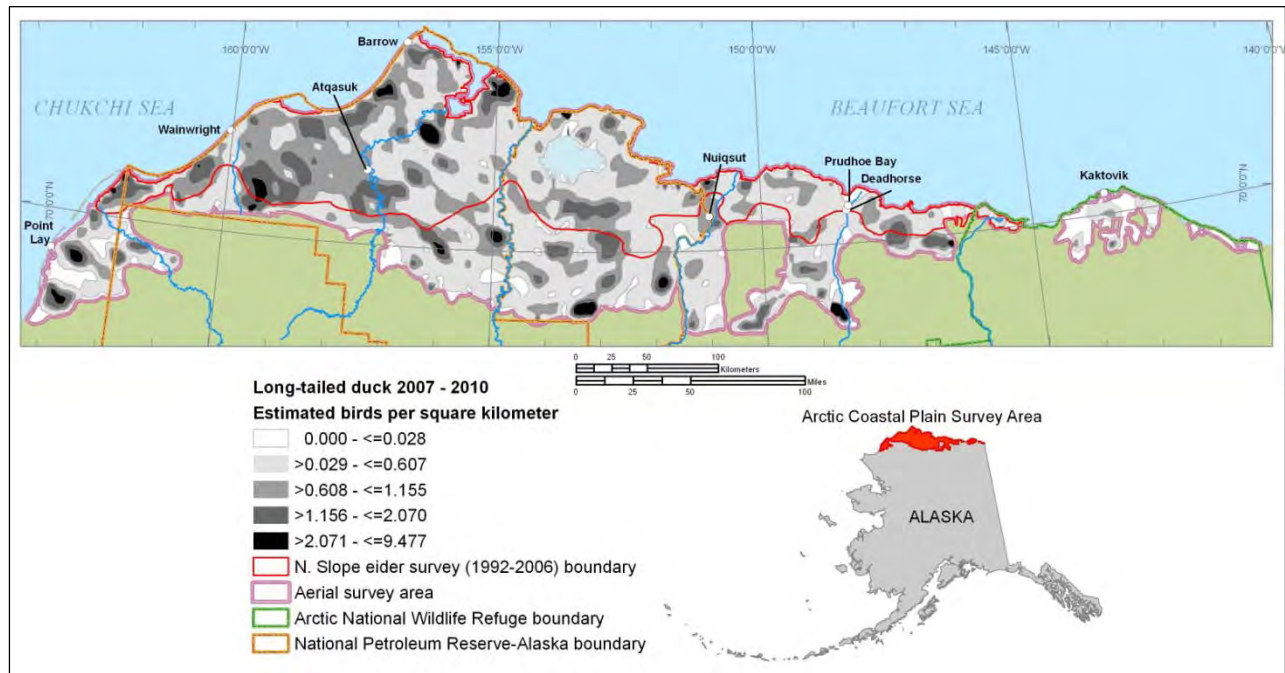 160°0'0"W
155°0'0"W
150°0'0"W
145°0'0"W
140°0'0"W
Barrow
Atqasuk
CHUKCHI SEA
BEAUFORT SEA
Wainwright
Nuiqsut
Prudhoe Bay
Deadhorse
Kaktovik
70°0'0"N
70°0'0"N
Point
Lay
0 25 50 100
Kilometers
0 25 50 100
Miles
Long-tailed duck 2007 - 2010
Estimated birds per square kilometer
0.000 - <=0.028
>0.029 - <=0.607
>0.608 - <=1.155
>1.156 - <=2.070
>2.071 - <=9.477
N. Slope eider survey (1992-2006) boundary
Aerial survey area
Arctic National Wildlife Refuge boundary
National Petroleum Reserve-Alaska boundary
Arctic Coastal Plain Survey Area
ALASKA